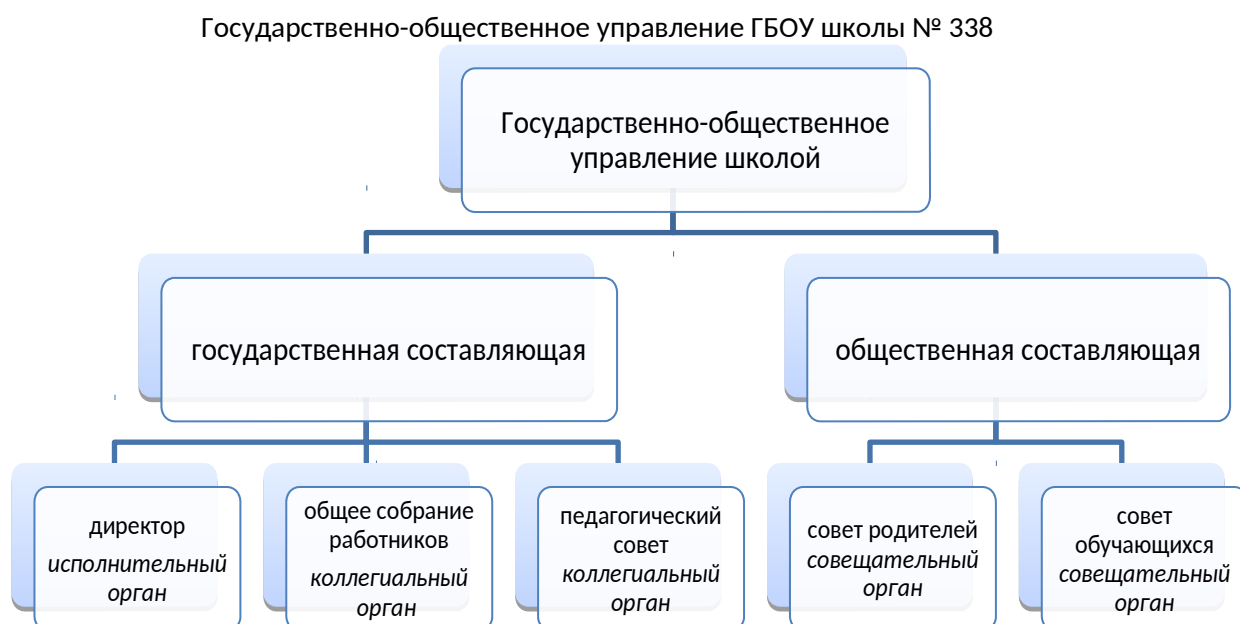 Государственно-общественное управление ГБОУ школы № 338
Государственно-общественное
управление школой
государственная составляющая
общественная составляющая
директор
исполнительный
орган
общее собрание
работников
коллегиальный
орган
педагогический
совет
коллегиальный
орган
совет родителей
совещательный
орган
совет
обучающихся
совещательный
орган